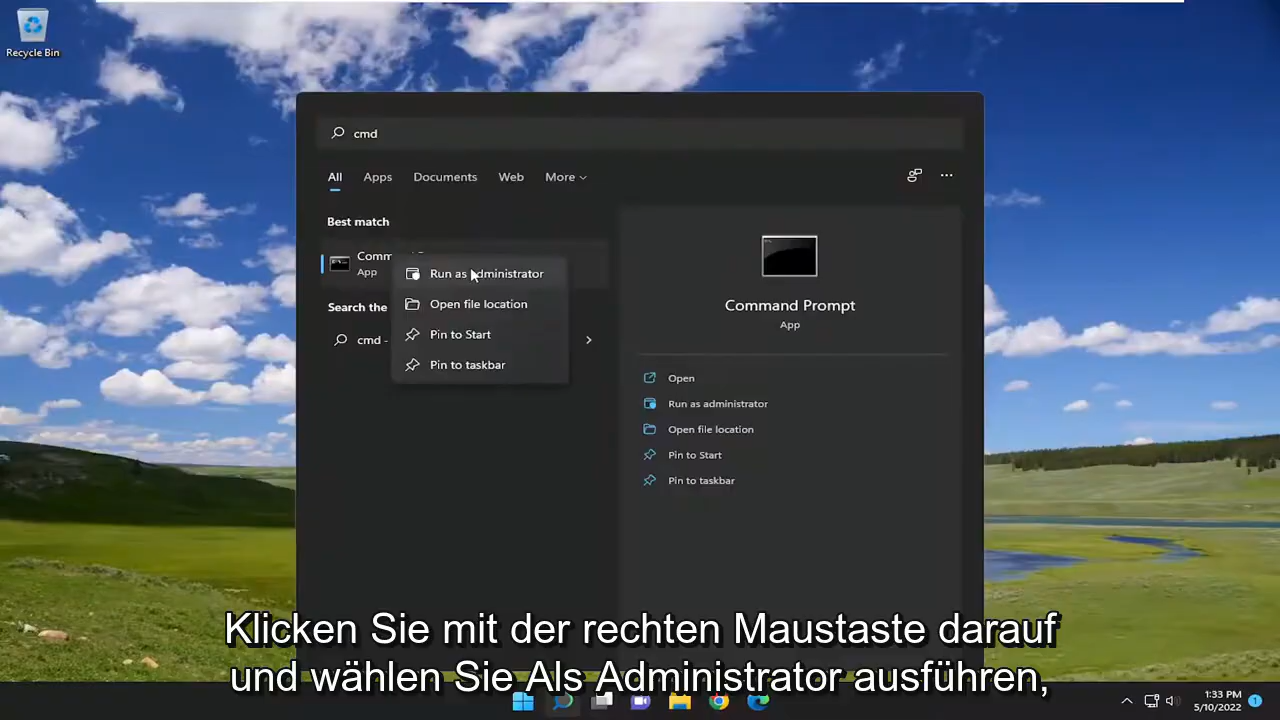 Recycle Bin
cmd
All Apps Documents Web More
Best match
Comm
App
Run as administrator
Open file location
Pin to Start
Pin to taskbar
Search the
cmd -
Command Prompt
App
Open
Run as administrator
Open file location
Pin to Start
Pin to taskbar
Klicken Sie mit der rechten Maustaste darauf
und wählen Sie Als Administrator ausführen,
1:33 PM
5/10/2022
1